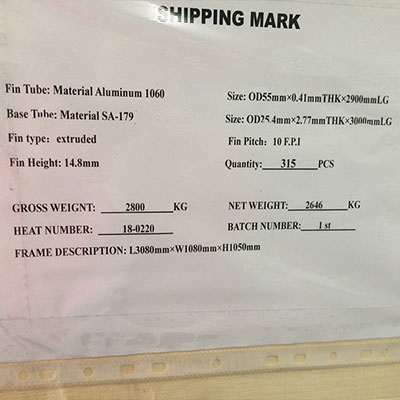 SHIPPING MARK
Fin Tube: Material Aluminum 1060
Size: OD55mm×0.41mmTHK×2900mmLG
Base Tube: Material SA-179
Size: OD25.4mm×2.77mmTHK×3000mmLG
Fin type: extruded
Fin Pitch: 10 F.P.I
Fin Height: 14.8mm
Quantity: 315 PCS
GROSS WEIGNT: 2800 KG
NET WEIGHT: 2646 KG
HEAT NUMBER: 18-0220
BATCH NUMBER: 1 st
FRAME DESCRIPTION: L3080mm×W1080mm×H1050mm